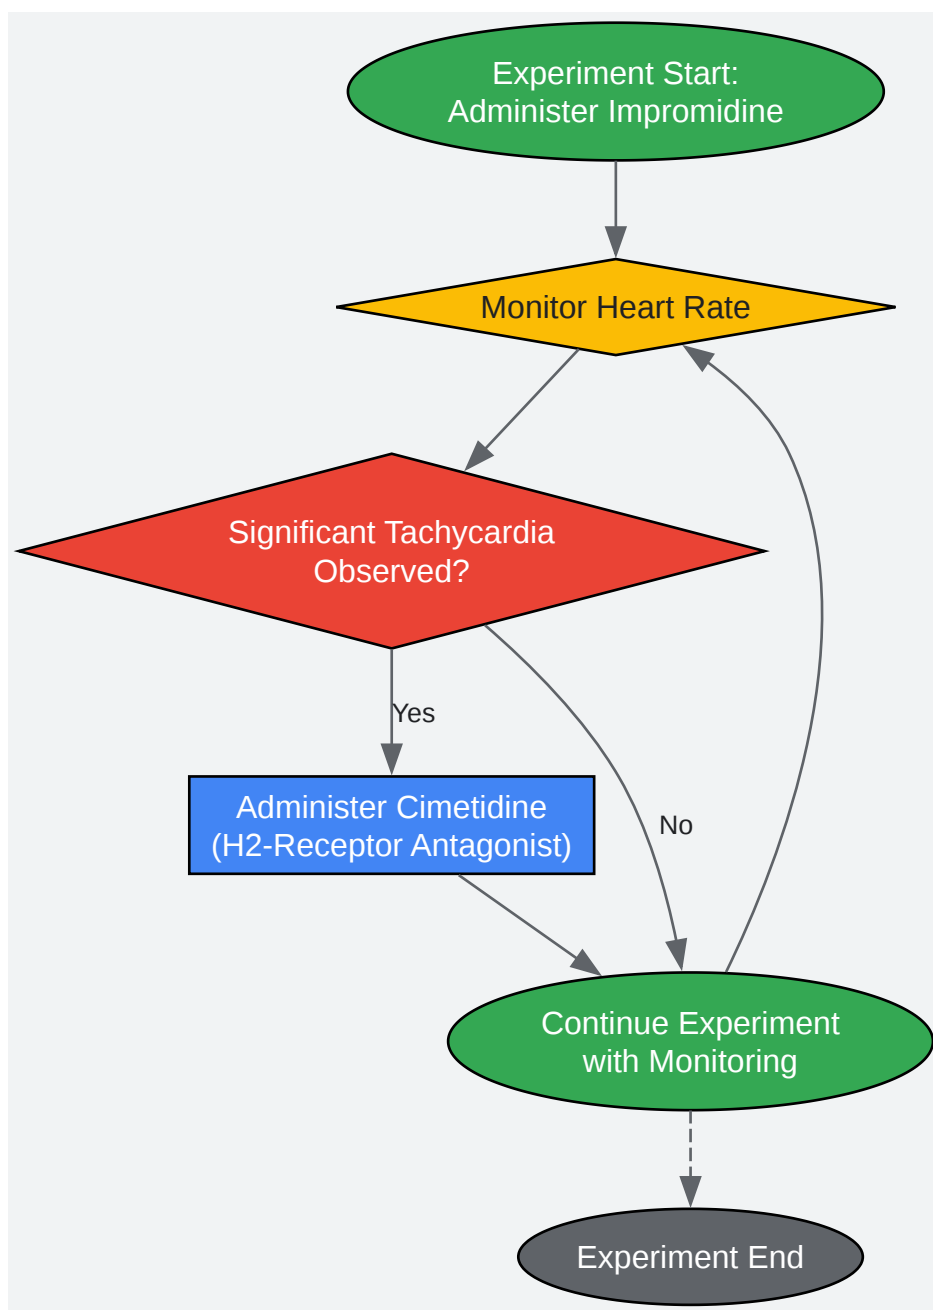 Experiment Start:
Administer Impromidine
Monitor Heart Rate
Significant Tachycardia
Observed?
Yes
Administer Cimetidine
(H2-Receptor Antagonist)
No
Continue Experiment
with Monitoring
Experiment End